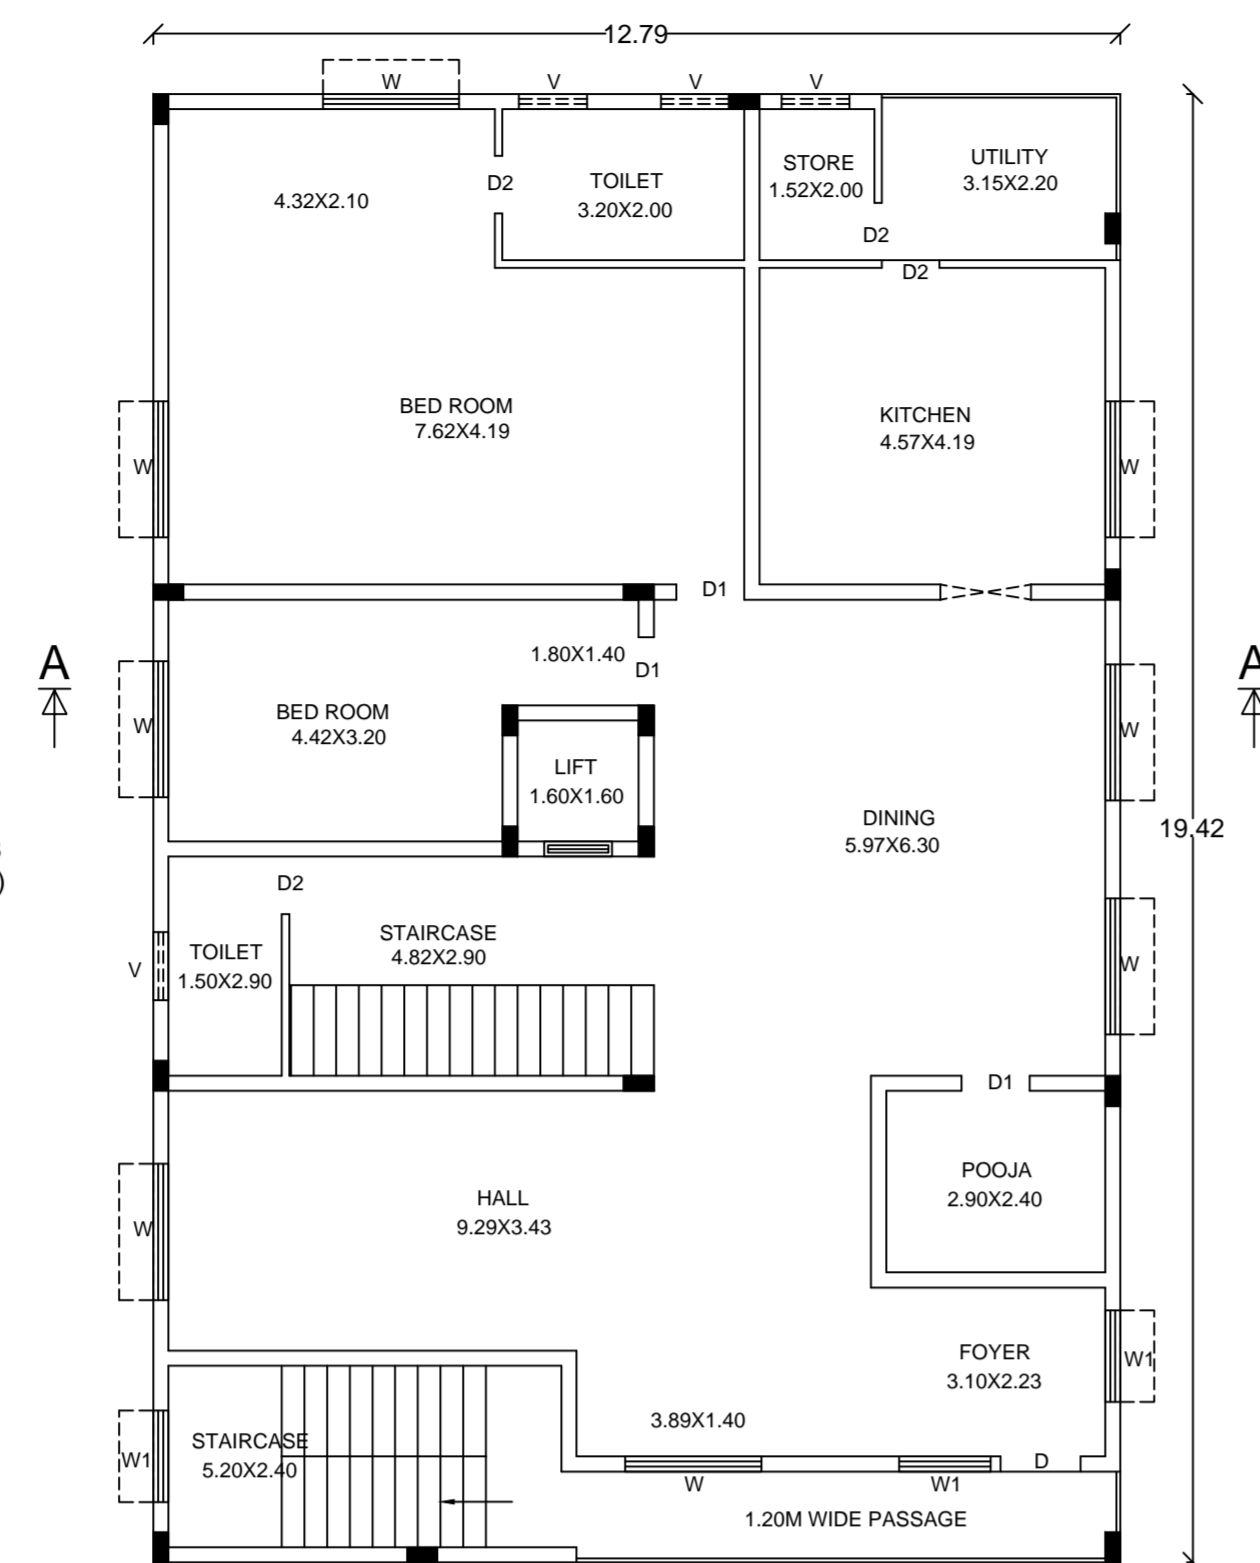 12.79
W
V
V
V
STORE
1.52X2.00
UTILITY
3.15X2.20
D2
TOILET
3.20X2.00
4.32X2.10
D2
D2
BED ROOM
7.62X4.19
KITCHEN
4.57X4.19
W
W
D1
1.80X1.40
D1
A
A
BED ROOM
4.42X3.20
W
W
LIFT
1.60X1.60
DINING
5.97X6.30
19.42
)
D2
STAIRCASE
4.82X2.90
TOILET
1.50X2.90
V
W
D1
POOJA
2.90X2.40
HALL
9.29X3.43
W
FOYER
3.10X2.23
W1
3.89X1.40
STAIRCASE
5.20X2.40
W1
D
W
W1
1.20M WIDE PASSAGE